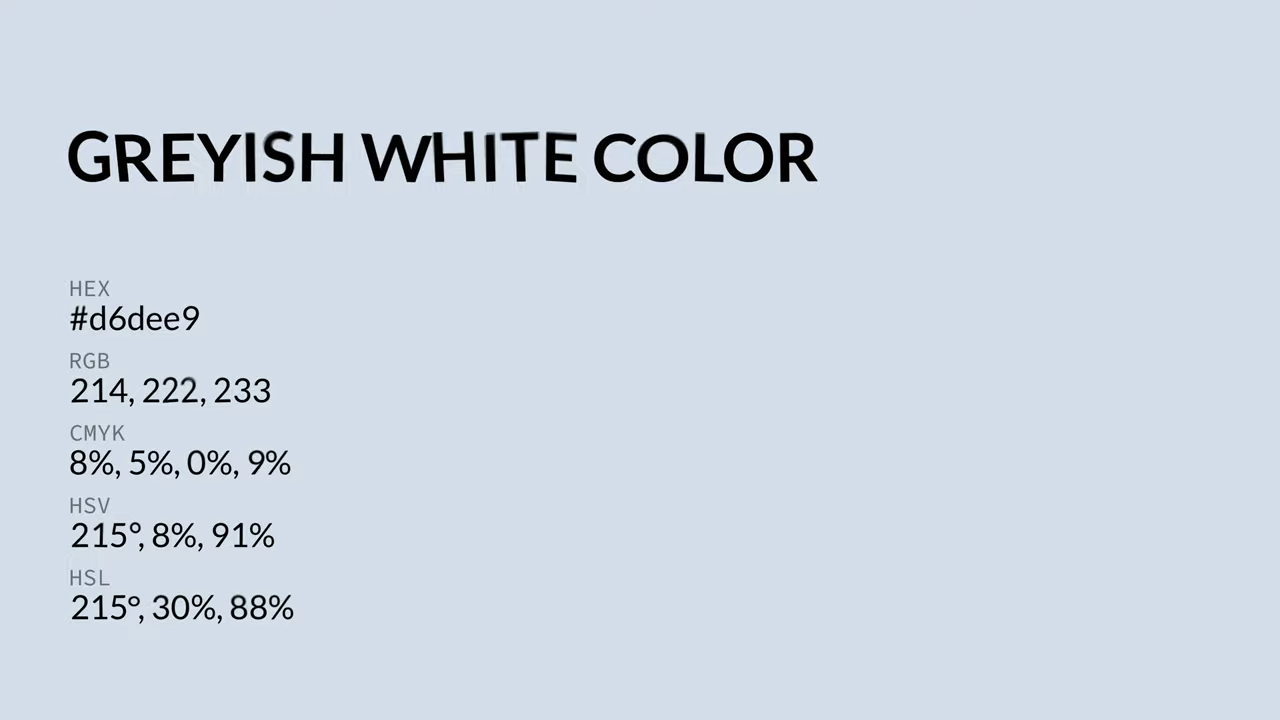 GREYISH WHITE COLOR
HEX
#d6dee9
RGB
214, 222, 233
CMYK
8%, 5%, 0%, 9%
HSV
215°, 8%, 91%
HSL
215°, 30%, 88%